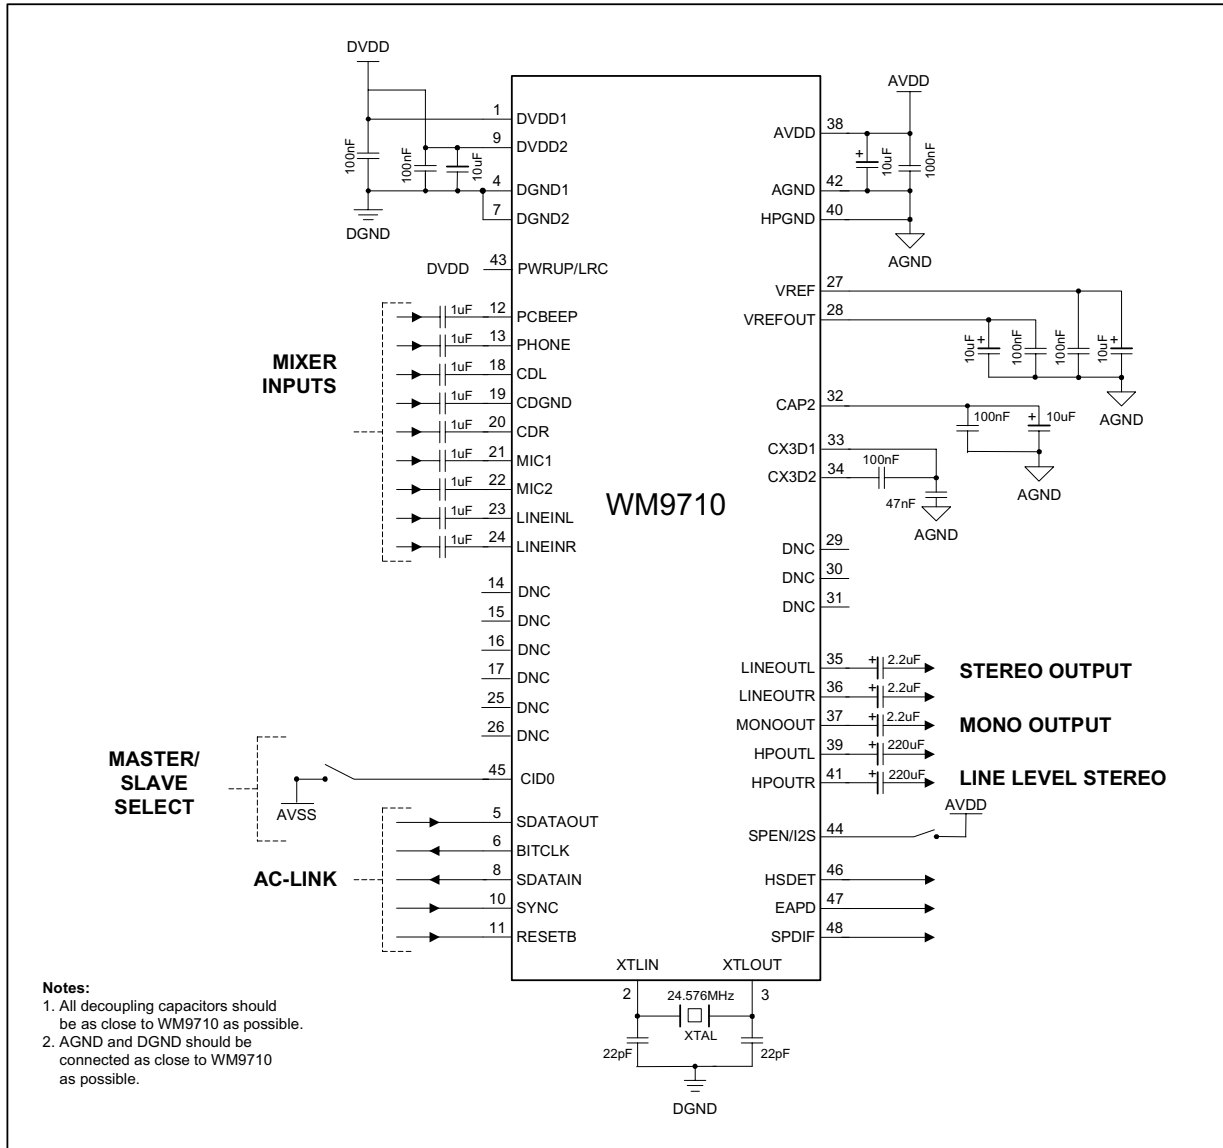 DVDD
1
DVDD1
9
DVDD2
100nF
100nF
10uF
4
DGND1
7
DGND2
DGND
DVDD
43
PWRUP/LRC
MIXER
INPUTS
1uF
12
PCBEEP
1uF
13
PHONE
1uF
18
CDL
1uF
19
CDGND
1uF
20
CDR
1uF
21
MIC1
1uF
22
MIC2
1uF
23
LINEINL
1uF
24
LINEINR
14
DNC
15
DNC
16
DNC
17
DNC
25
DNC
26
DNC
MASTER/
SLAVE
SELECT
AVSS
45
CID0
AC-LINK
5
SDATAOUT
6
BITCLK
8
SDATAIN
10
SYNC
11
RESETB
WM9710
AVDD
AVDD
38
+
10uF
100nF
AGND
42
HPGND
40
AGND
VREF
27
VREFOUT
28
10uF
+
100nF
100nF
10uF
+
AGND
CAP2
32
100nF
+
10uF
AGND
CX3D1
33
CX3D2
34
100nF
47nF
AGND
DNC
29
DNC
30
DNC
31
LINEOUTL
35
+
2.2uF
STEREO OUTPUT
LINEOUTR
36
+
2.2uF
MONOOUT
37
+
2.2uF
MONO OUTPUT
HPOUTL
39
+
220uF
HPOUTR
41
+
220uF
LINE LEVEL STEREO
AVDD
SPEN/I2S
44
HSDET
46
EAPD
47
SPDIF
48
XTLIN
XTLOUT
2
24.576MHz
3
XTAL
22pF
22pF
DGND
Notes:
1. All decoupling capacitors should
be as close to WM9710 as possible.
2. AGND and DGND should be
connected as close to WM9710
as possible.